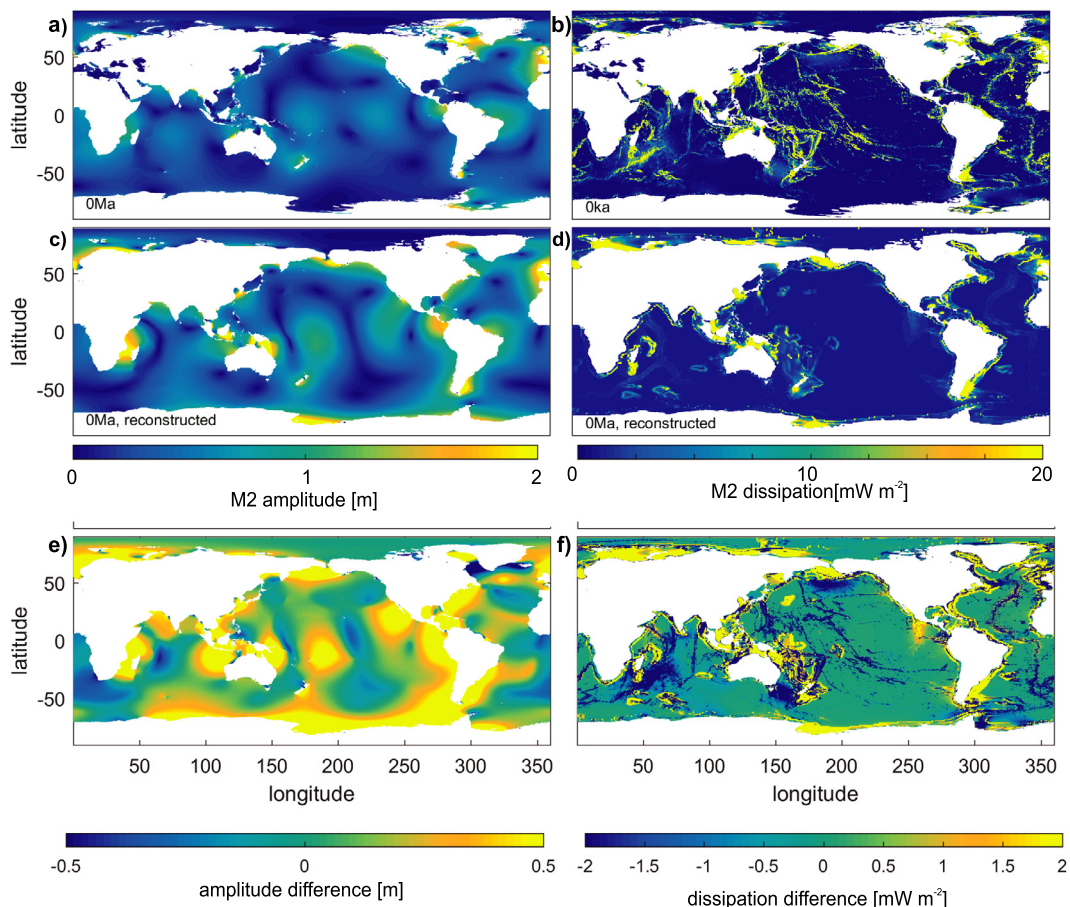 a)
b)
50
0
-50
latitude
0Ma
0ka
c)
d)
50
0
-50
latitude
0Ma, reconstructed
0Ma, reconstructed
0 1 2
M2 amplitude [m]
0 10 20
M2 dissipation[mW m⁻²]
e)
f)
50
0
-50
latitude
50 100 150 200 250 300 350
50 100 150 200 250 300 350
longitude
longitude
-0.5 0 0.5
amplitude difference [m]
-2 -1.5 -1 -0.5 0 0.5 1 1.5 2
dissipation difference [mW m⁻²]